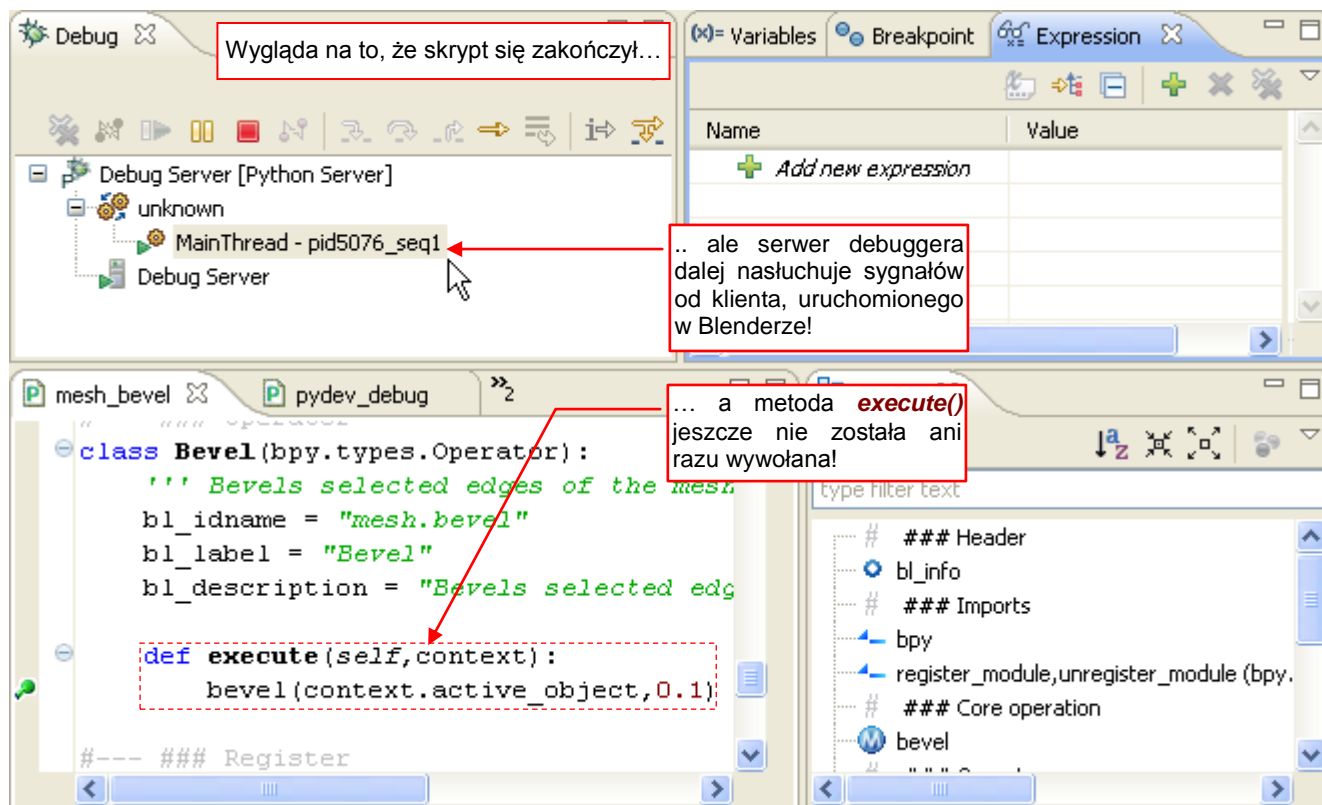 Debug
Wygląda na to, że skrypt się zakończył…
Debug Server [Python Server]
unknown
MainThread - pid5076_seq1
Debug Server
(x)= Variables
Breakpoint
Expression
Name Value
Add new expression
.. ale serwer debuggera
dalej nasłuchuje sygnałów
od klienta, uruchomionego
w Blenderze!
mesh_bevel
pydev_debug
»2
… a metoda execute()
jeszcze nie została ani
razu wywołana!
class Bevel(bpy.types.Operator):
''' Bevels selected edges of the mesh
bl_idname = "mesh.bevel"
bl_label = "Bevel"
bl_description = "Bevels selected edg
def execute(self,context):
bevel(context.active_object,0.1)
#--- ### Register
type filter text
# ### Header
bl_info
# ### Imports
bpy
register_module,unregister_module (bpy.
# ### Core operation
bevel